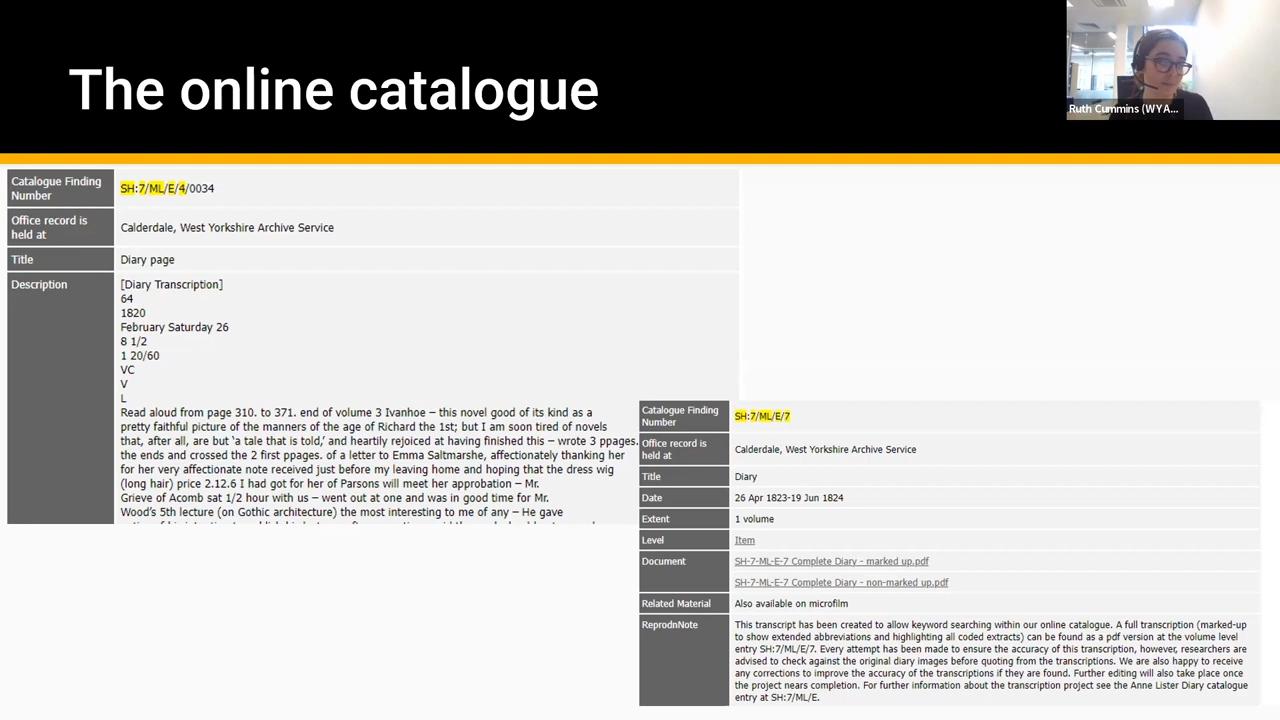 The online catalogue
Ruth Cummins (WYA...
Catalogue Finding
Number
SH:7/ML/E/4/0034
Office record is
held at
Calderdale, West Yorkshire Archive Service
Title
Diary page
Description
[Diary Transcription]
64
1820
February Saturday 26
8 1/2
1 20/60
VC
V
L
Read aloud from page 310. to 371. end of volume 3 Ivanhoe – this novel good of its kind as a
pretty faithful picture of the manners of the age of Richard the 1st; but I am soon tired of novels
that, after all, are but 'a tale that is told,' and heartily rejoiced at having finished this – wrote 3 ppages.
the ends and crossed the 2 first ppages. of a letter to Emma Saltmarshe, affectionately thanking her
for her very affectionate note received just before my leaving home and hoping that the dress wig
(long hair) price 2.12.6 I had got for her of Parsons will meet her approbation – Mr.
Grieve of Acomb sat 1/2 hour with us – went out at one and was in good time for Mr.
Wood's 5th lecture (on Gothic architecture) the most interesting to me of any – He gave
Catalogue Finding
Number
SH:7/ML/E/7
Office record is
held at
Calderdale, West Yorkshire Archive Service
Title
Diary
Date
26 Apr 1823-19 Jun 1824
Extent
1 volume
Level
Item
Document
SH-7-ML-E-7 Complete Diary - marked up.pdf
SH-7-ML-E-7 Complete Diary - non-marked up.pdf
Related Material
Also available on microfilm
ReprodnNote
This transcript has been created to allow keyword searching within our online catalogue. A full transcription (marked-up
to show extended abbreviations and highlighting all coded extracts) can be found as a pdf version at the volume level
entry SH:7/ML/E/7. Every attempt has been made to ensure the accuracy of this transcription, however, researchers are
advised to check against the original diary images before quoting from the transcriptions. We are also happy to receive
any corrections to improve the accuracy of the transcriptions if they are found. Further editing will also take place once
the project nears completion. For further information about the transcription project see the Anne Lister Diary catalogue
entry at SH:7/ML/E.